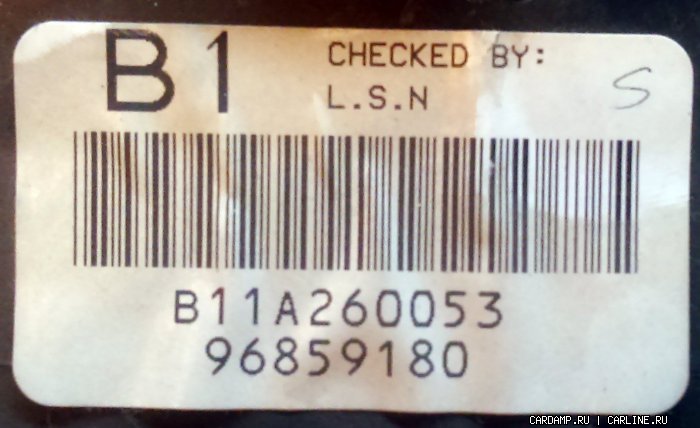 B1
CHECKED BY:
L.S.N
S
B11A260053
96859180
CARDAMP.RU | CARLINE.RU